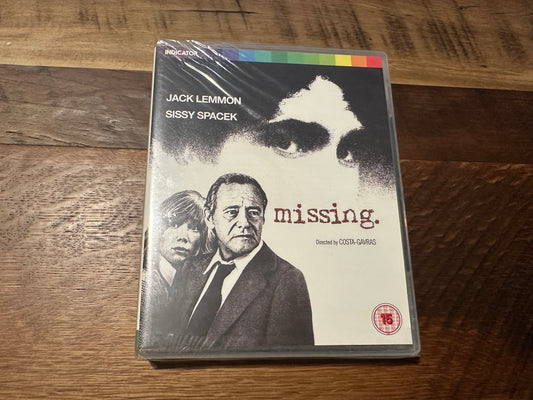 INDICATOR
JACK LEMMON
SISSY SPACEK
missing.
Directed by COSTA-GAVRAS
15